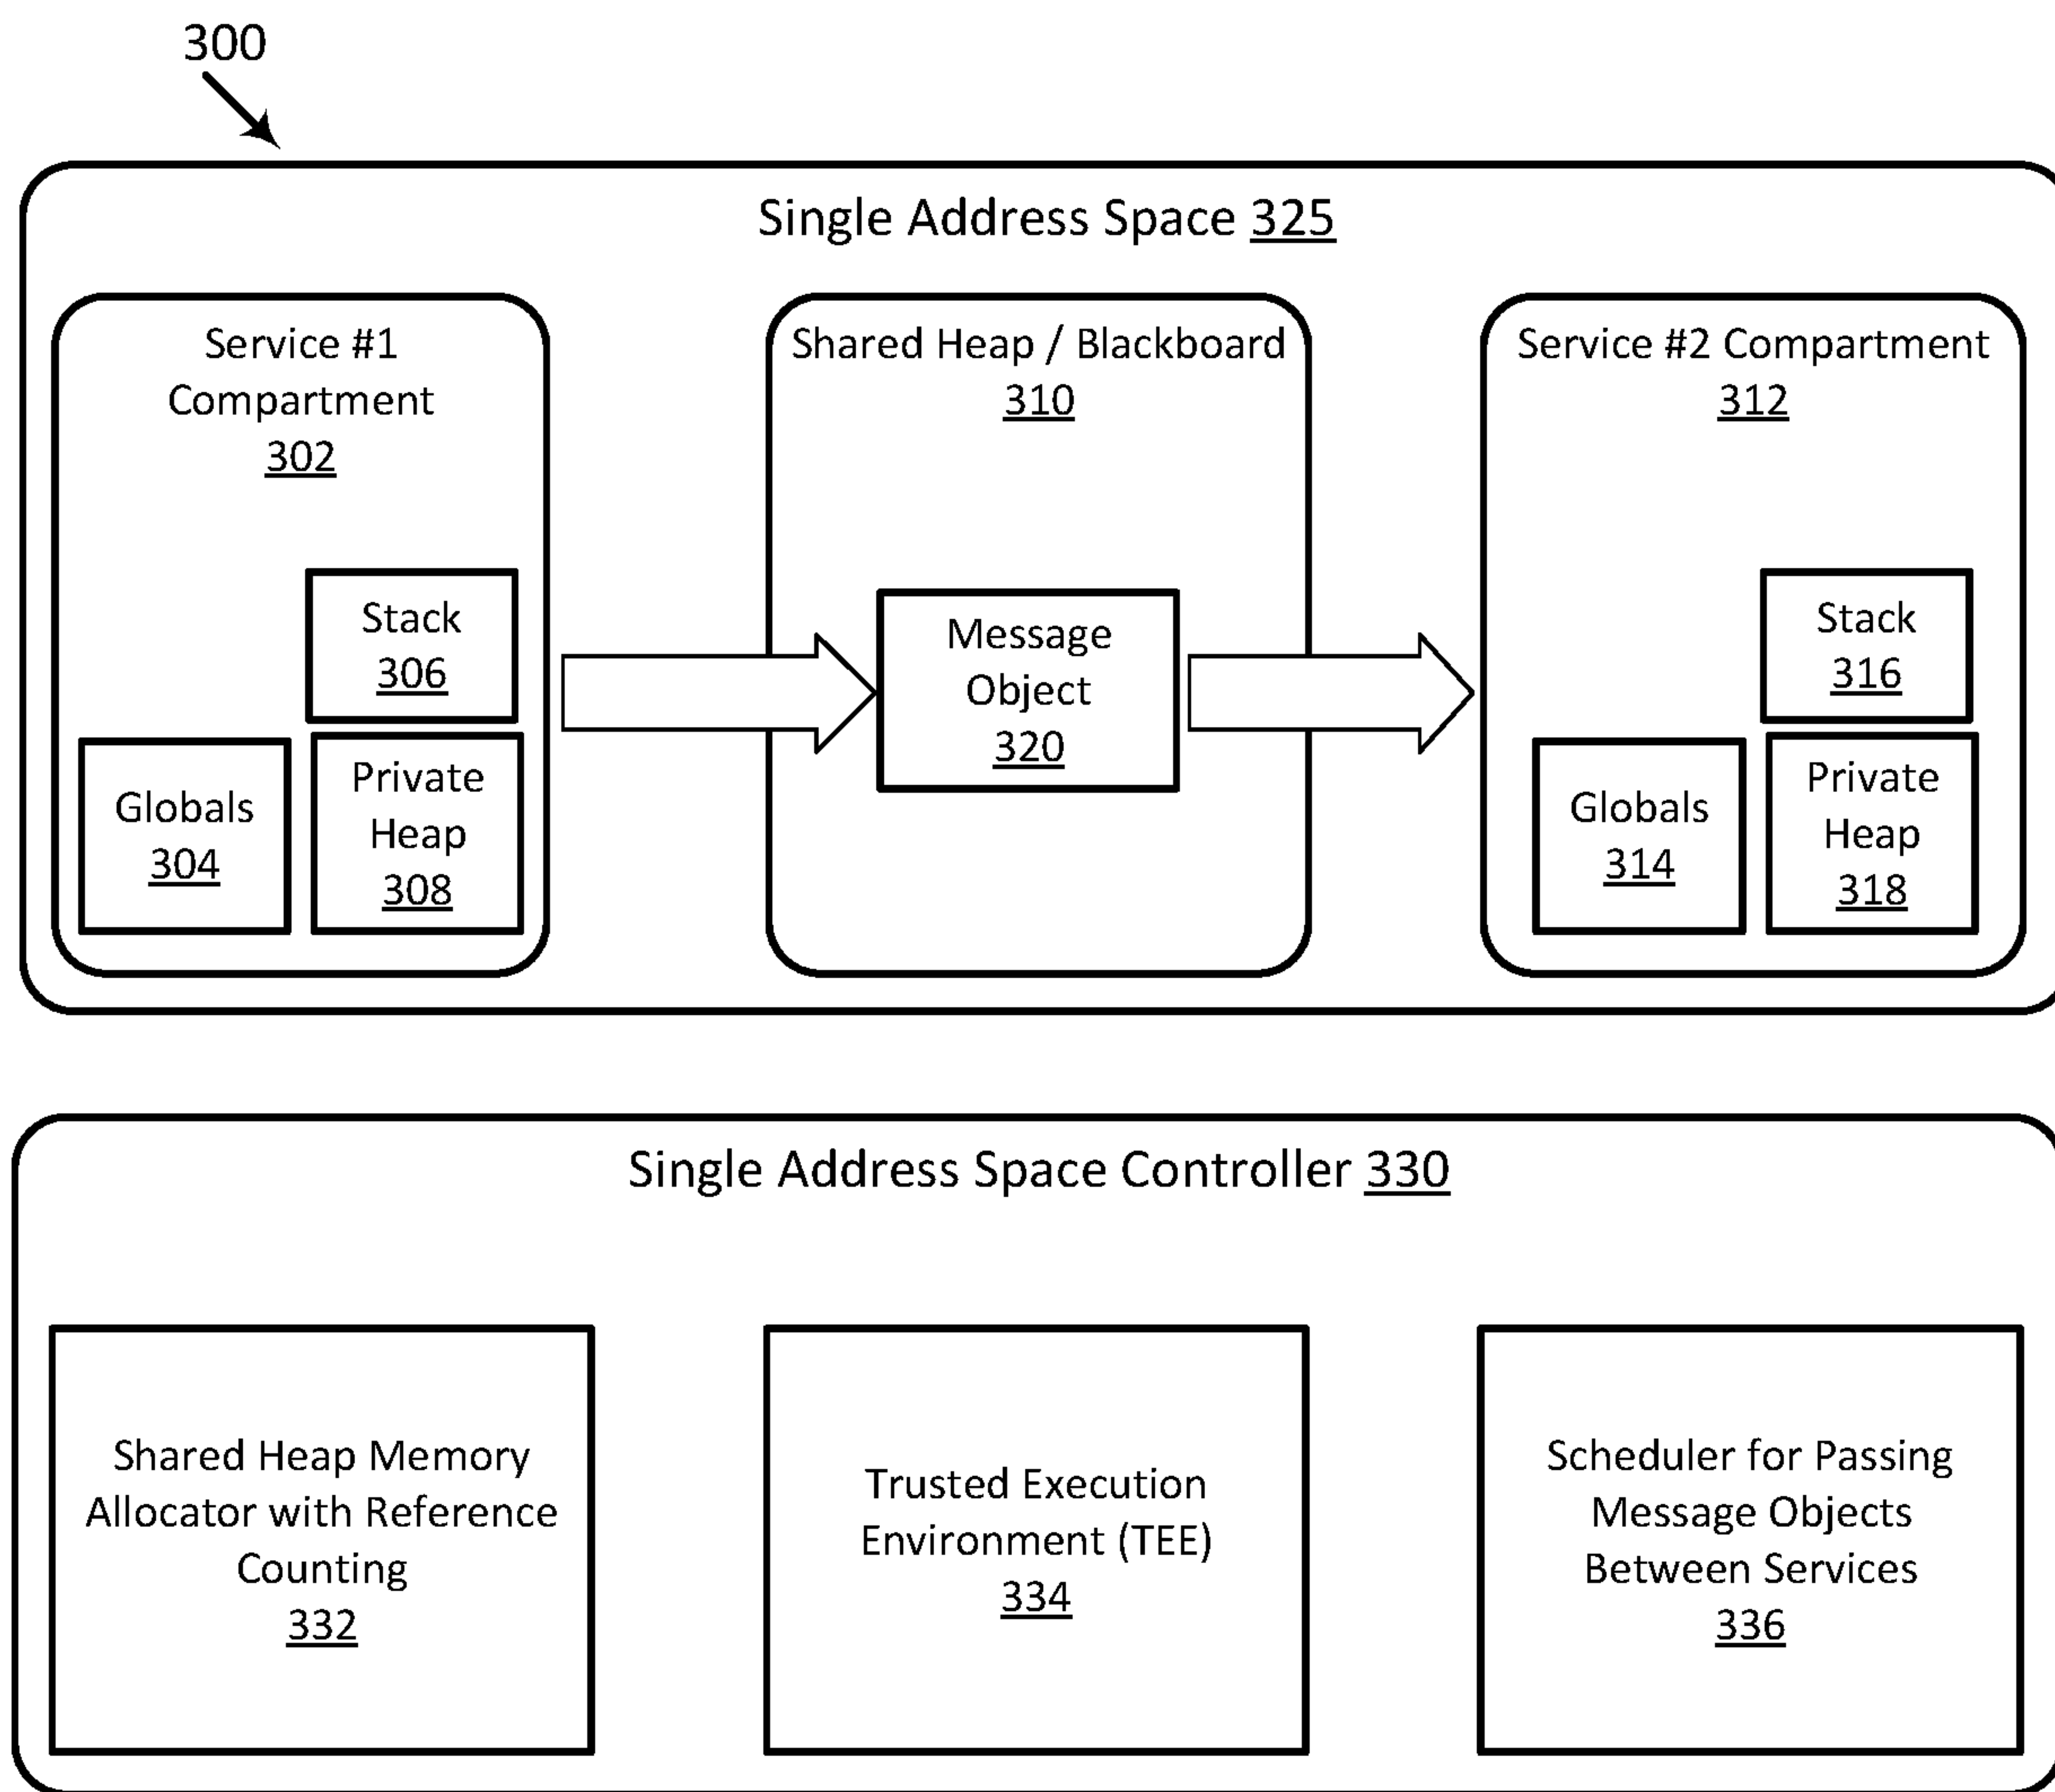 300
Single Address Space 325
Service #1
Compartment
302
Stack
306
Globals
304
Private
Heap
308
Shared Heap / Blackboard
310
Message
Object
320
Service #2 Compartment
312
Stack
316
Globals
314
Private
Heap
318
Single Address Space Controller 330
Shared Heap Memory
Allocator with Reference
Counting
332
Trusted Execution
Environment (TEE)
334
Scheduler for Passing
Message Objects
Between Services
336